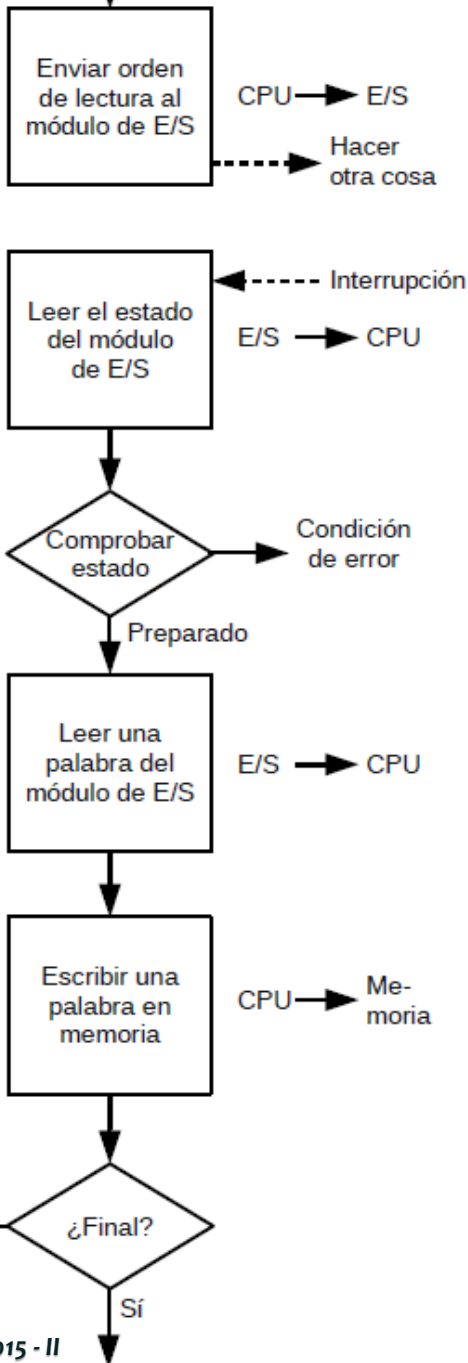 Enviar orden
de lectura al
módulo de E/S
CPU
E/S
Hacer
otra cosa
Leer el estado
del módulo
de E/S
Interrupción
E/S
CPU
Comprobar
estado
Condición
de error
Preparado
Leer una
palabra del
módulo de E/S
E/S
CPU
Escribir una
palabra en
memoria
CPU
Me-
moria
¿Final?
Sí
015 - II